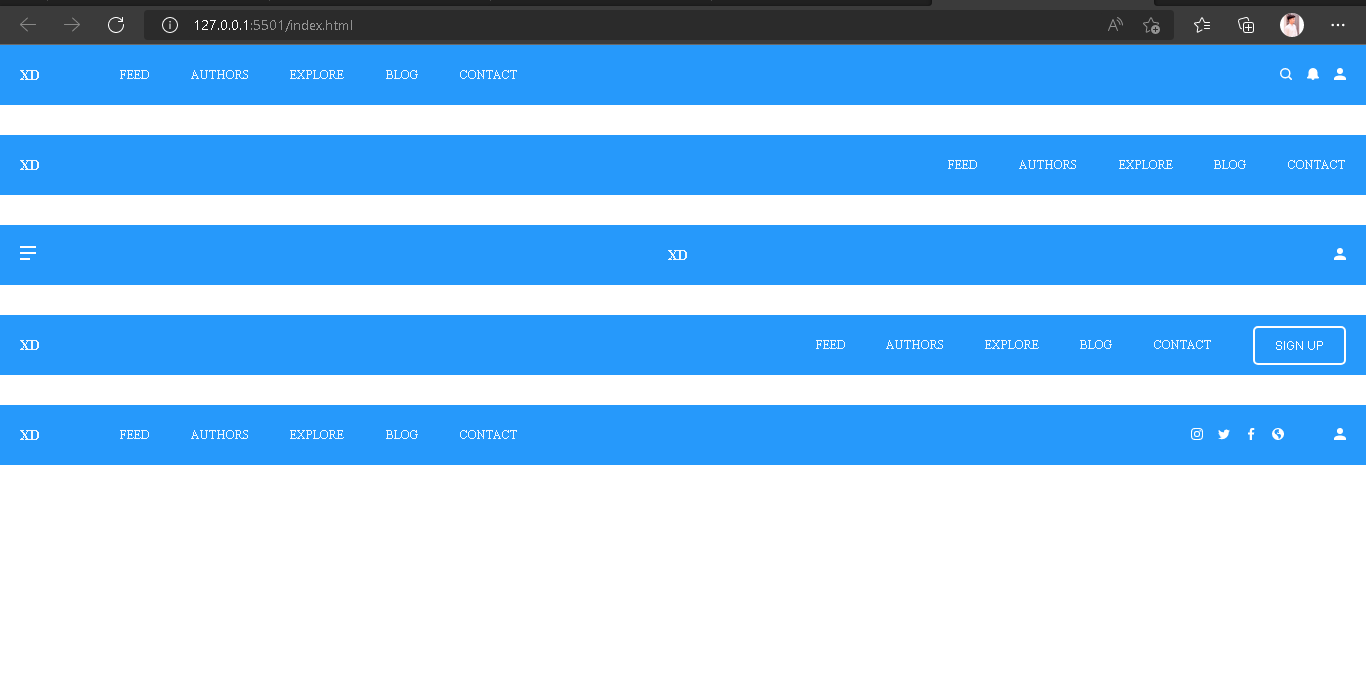 127.0.0.1:5501/index.html
XD FEED AUTHORS EXPLORE BLOG CONTACT
XD FEED AUTHORS EXPLORE BLOG CONTACT
XD
XD FEED AUTHORS EXPLORE BLOG CONTACT SIGN UP
XD FEED AUTHORS EXPLORE BLOG CONTACT